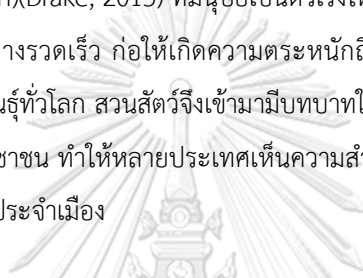 (Drake, 2015) ที่มนุษย์เป็นตัวเร่งให้
างรวดเร็ว ก่อให้เกิดความตระหนักถึ
นธุ์ทั่วโลก สวนสัตว์จึงเข้ามามีบทบาทใ
ชาชน ทำให้หลายประเทศเห็นความสำ
ประจำเมือง